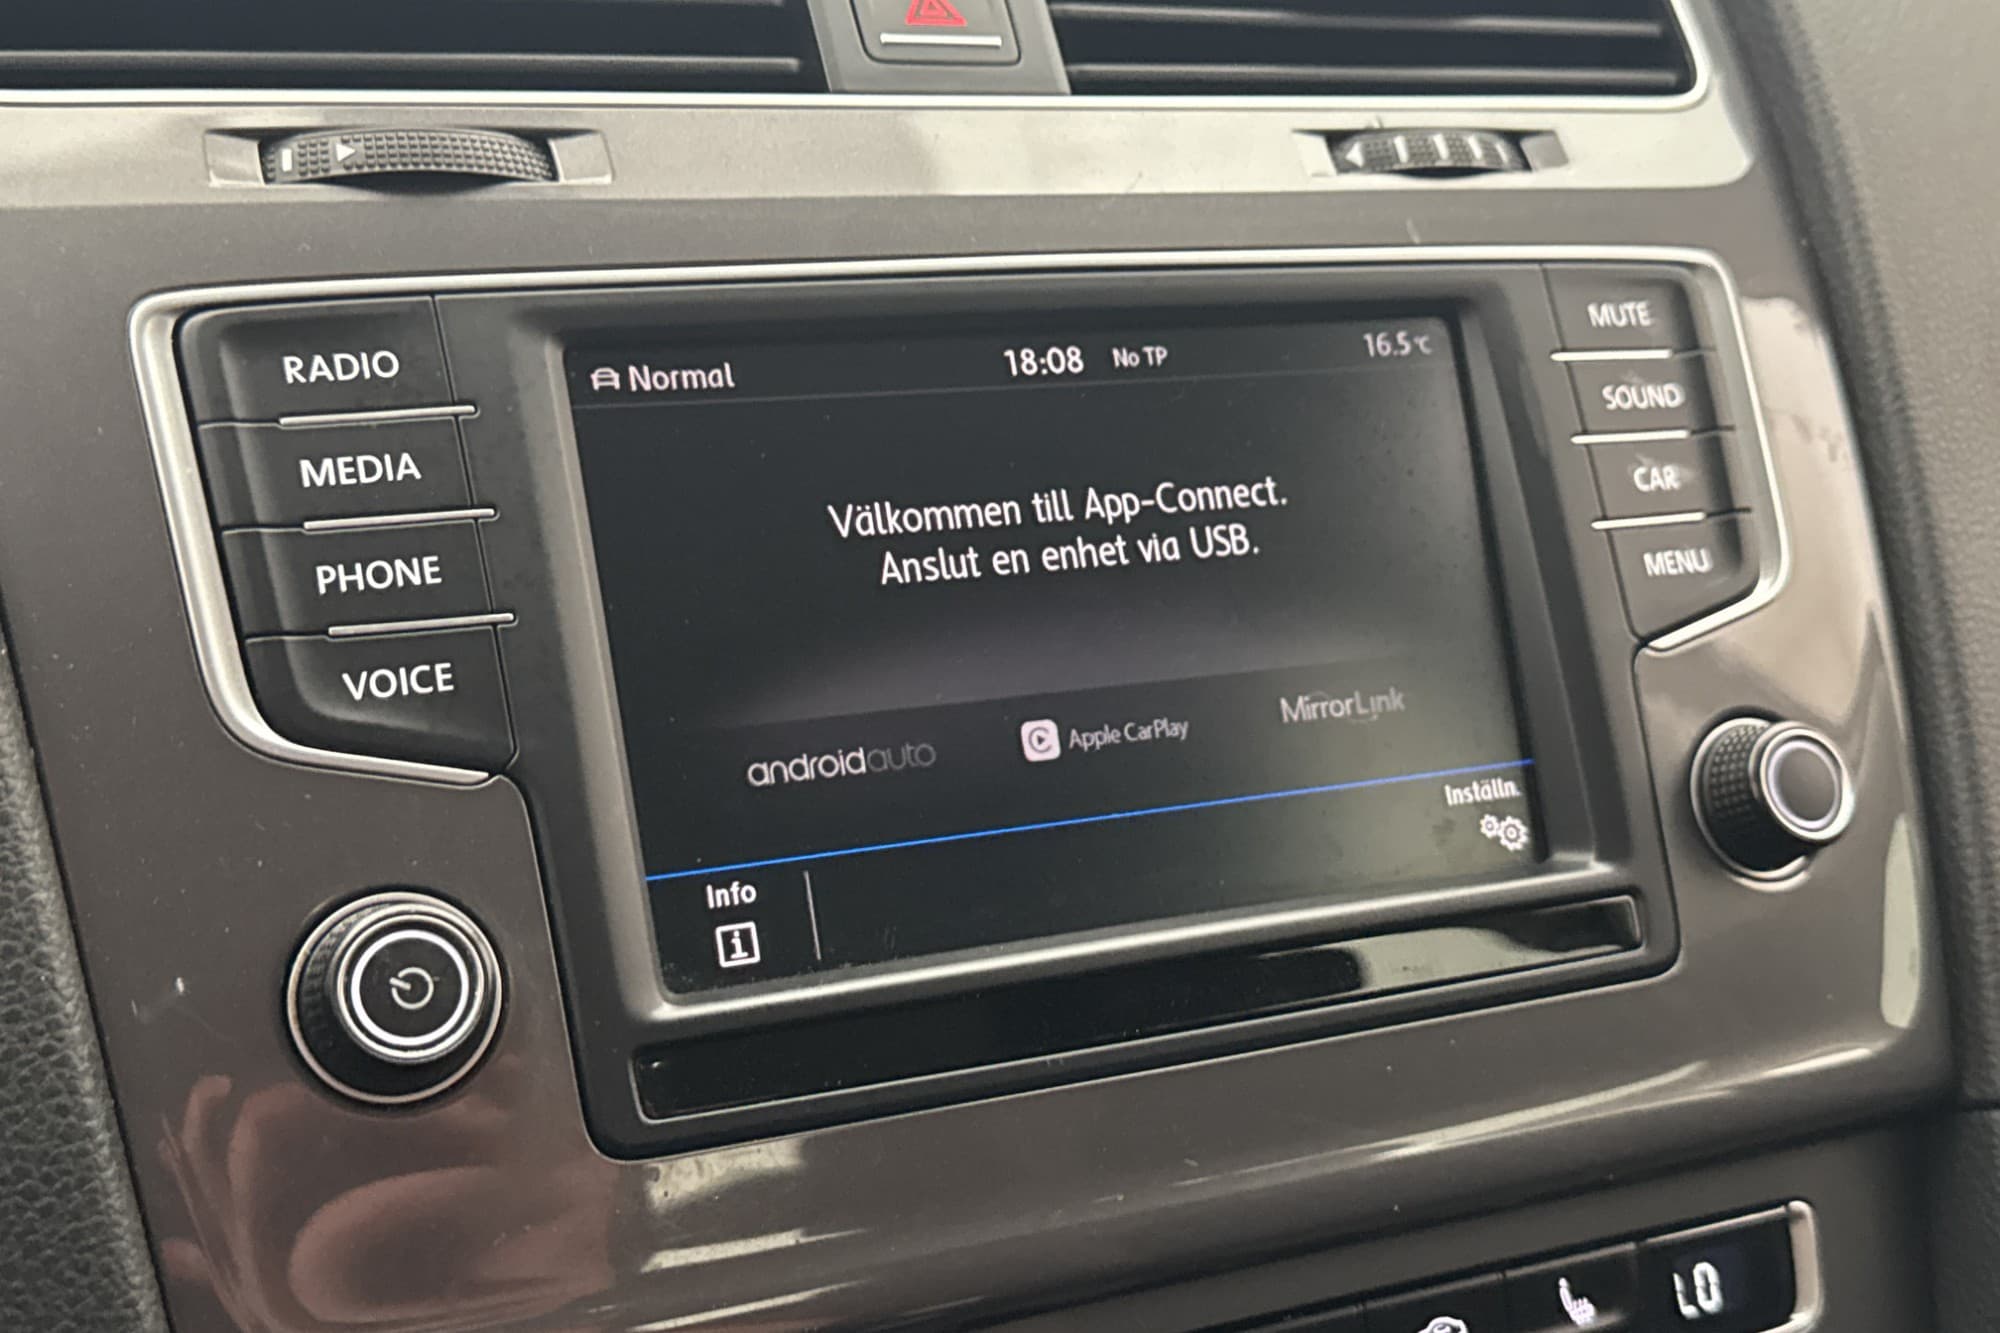 RADIO
MEDIA
PHONE
VOICE
Normal
18:08 No TP
16.5°C
Välkommen till App-Connect.
Anslut en enhet via USB.
androidauto
Apple CarPlay
MirrorLink
Inställn.
Info
i
MUTE
SOUND
CAR
MENU
LO